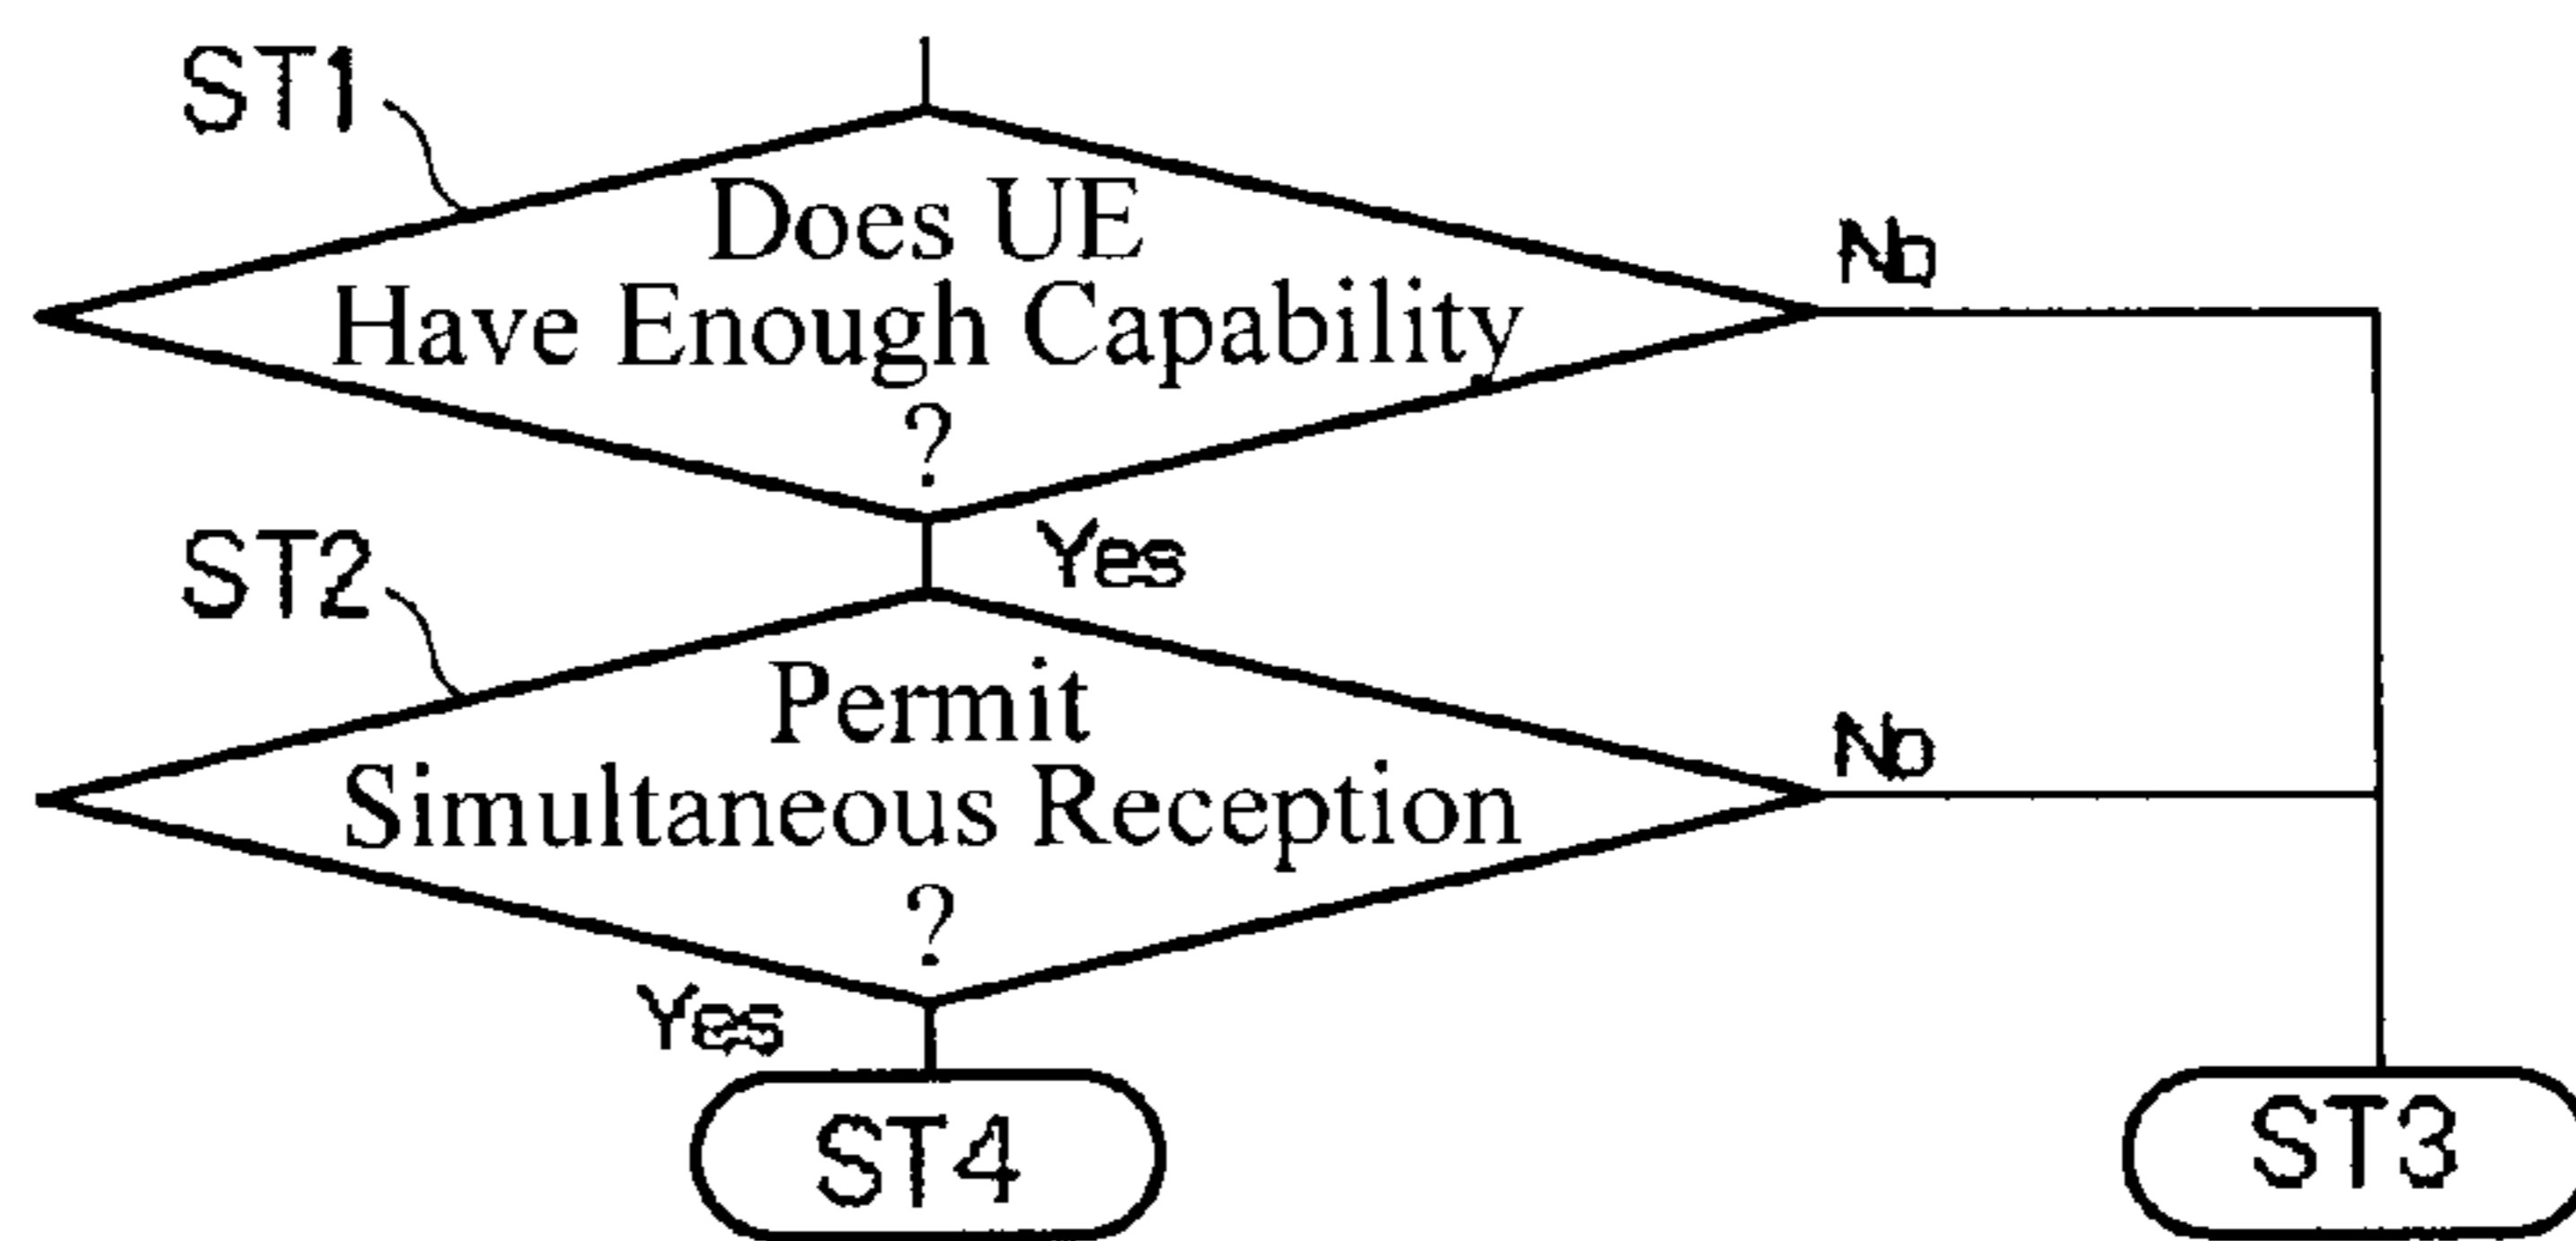 ST1
Does UE
Have Enough Capability
?
No
Yes
ST2
Permit
Simultaneous Reception
?
No
Yes
ST4
ST3